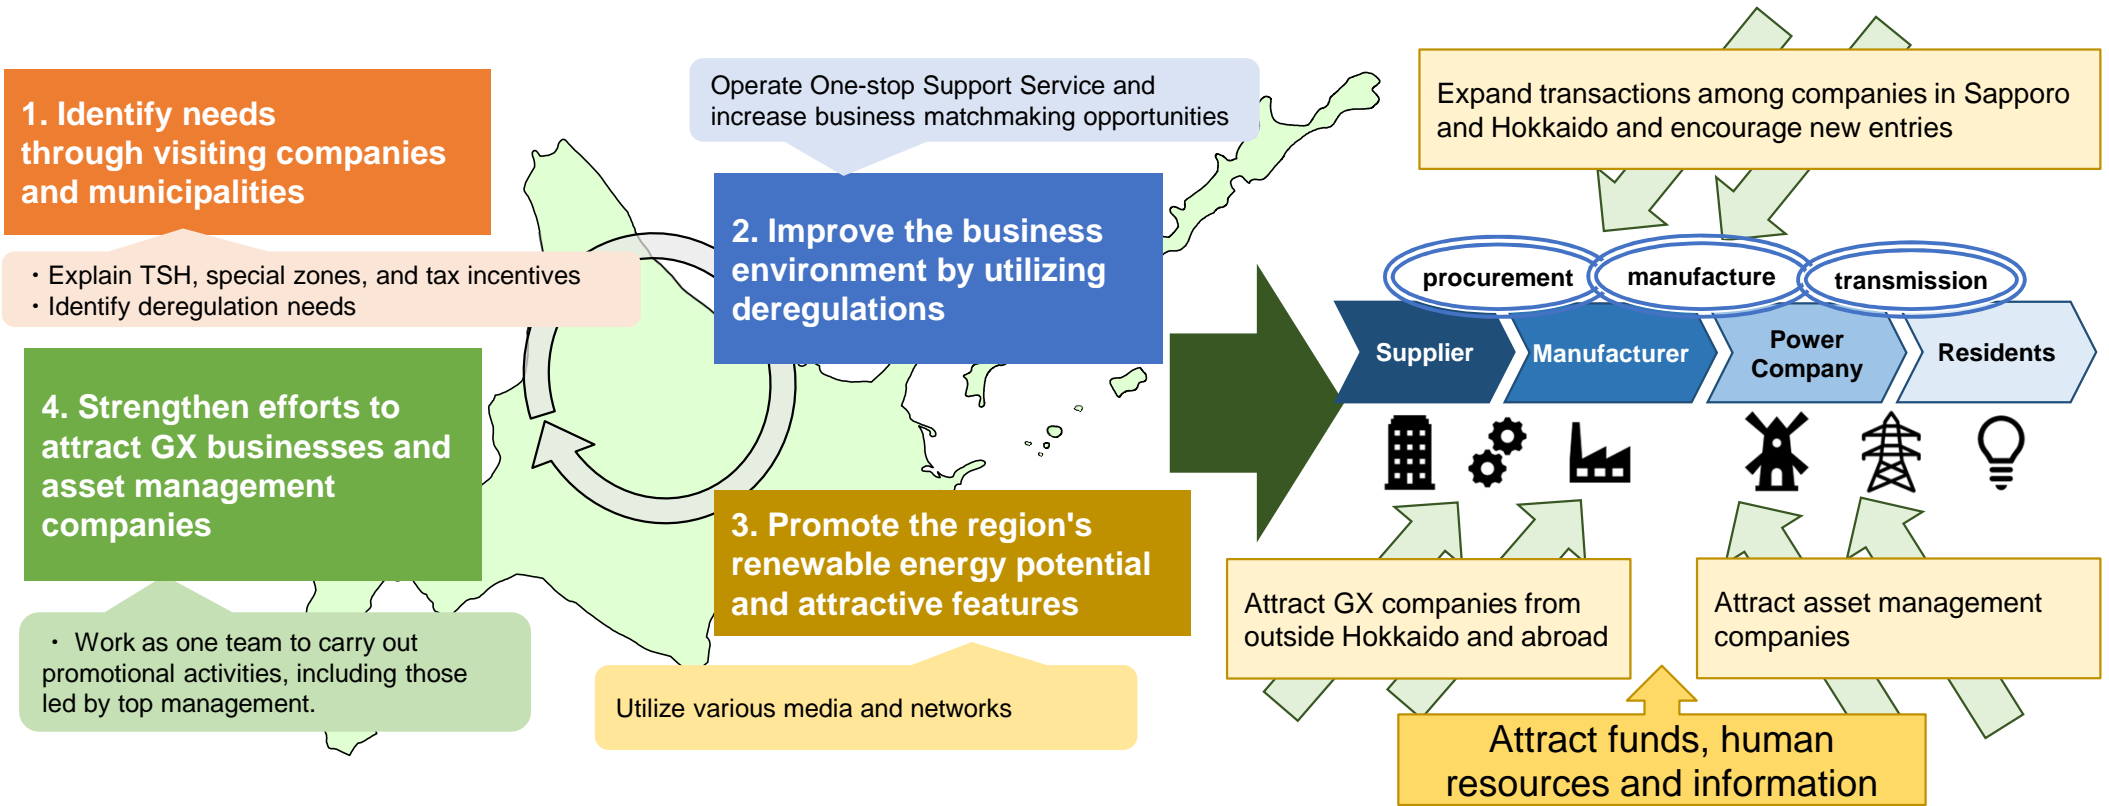 1. Identify needs
through visiting companies
and municipalities
・Explain TSH, special zones, and tax incentives
・Identify deregulation needs
Operate One-stop Support Service and
increase business matchmaking opportunities
2. Improve the business
environment by utilizing
deregulations
3. Promote the region's
renewable energy potential
and attractive features
Utilize various media and networks
4. Strengthen efforts to
attract GX businesses and
asset management
companies
・ Work as one team to carry out
promotional activities, including those
led by top management.
Expand transactions among companies in Sapporo
and Hokkaido and encourage new entries
procurement
manufacture
transmission
Supplier
Manufacturer
Power
Company
Residents
Attract GX companies from
outside Hokkaido and abroad
Attract asset management
companies
Attract funds, human
resources and information